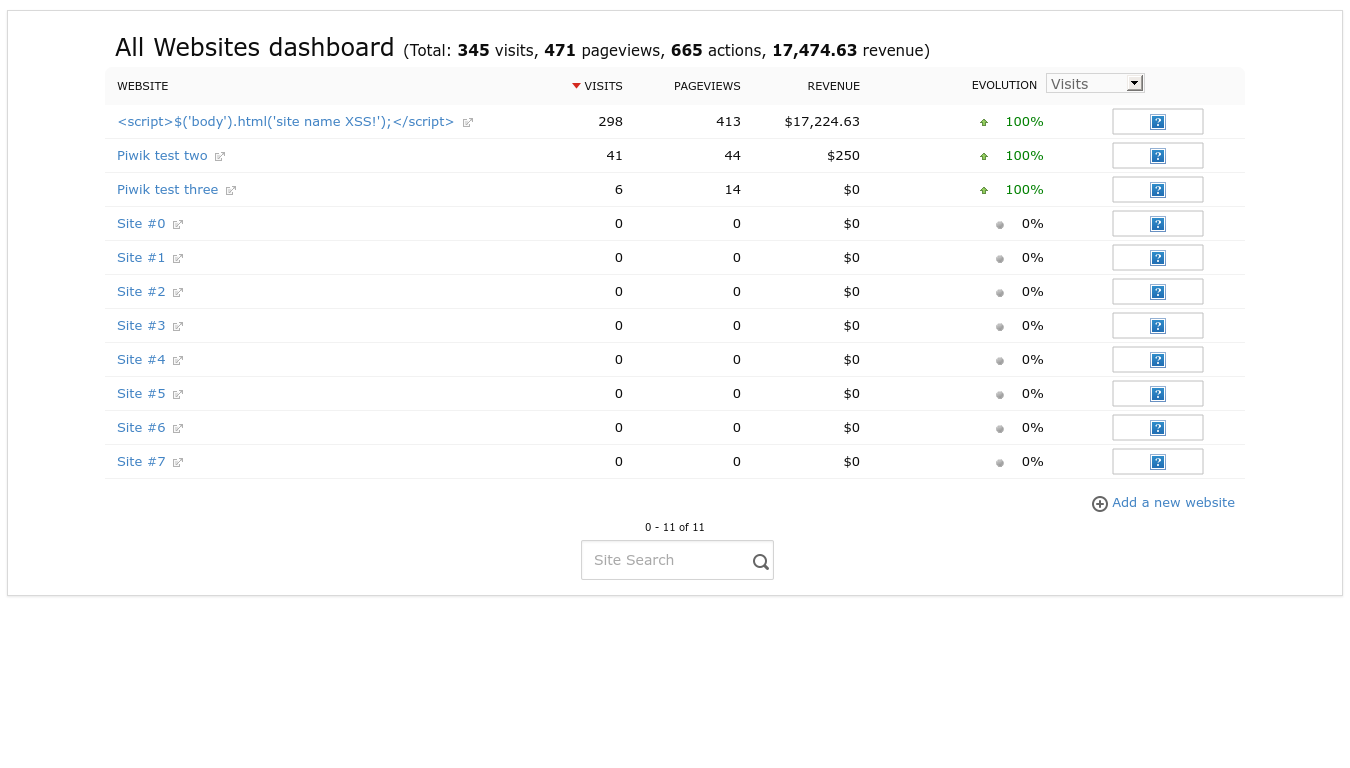 All Websites dashboard (Total: 345 visits, 471 pageviews, 665 actions, 17,474.63 revenue)
WEBSITE VISITS PAGEVIEWS REVENUE EVOLUTION Visits
<script>$('body').html('site name XSS!');</script> 298 413 $17,224.63 100% ?
Piwik test two 41 44 $250 100% ?
Piwik test three 6 14 $0 100% ?
Site #0 0 0 $0 0% ?
Site #1 0 0 $0 0% ?
Site #2 0 0 $0 0% ?
Site #3 0 0 $0 0% ?
Site #4 0 0 $0 0% ?
Site #5 0 0 $0 0% ?
Site #6 0 0 $0 0% ?
Site #7 0 0 $0 0% ?
Add a new website
0 - 11 of 11
Site Search